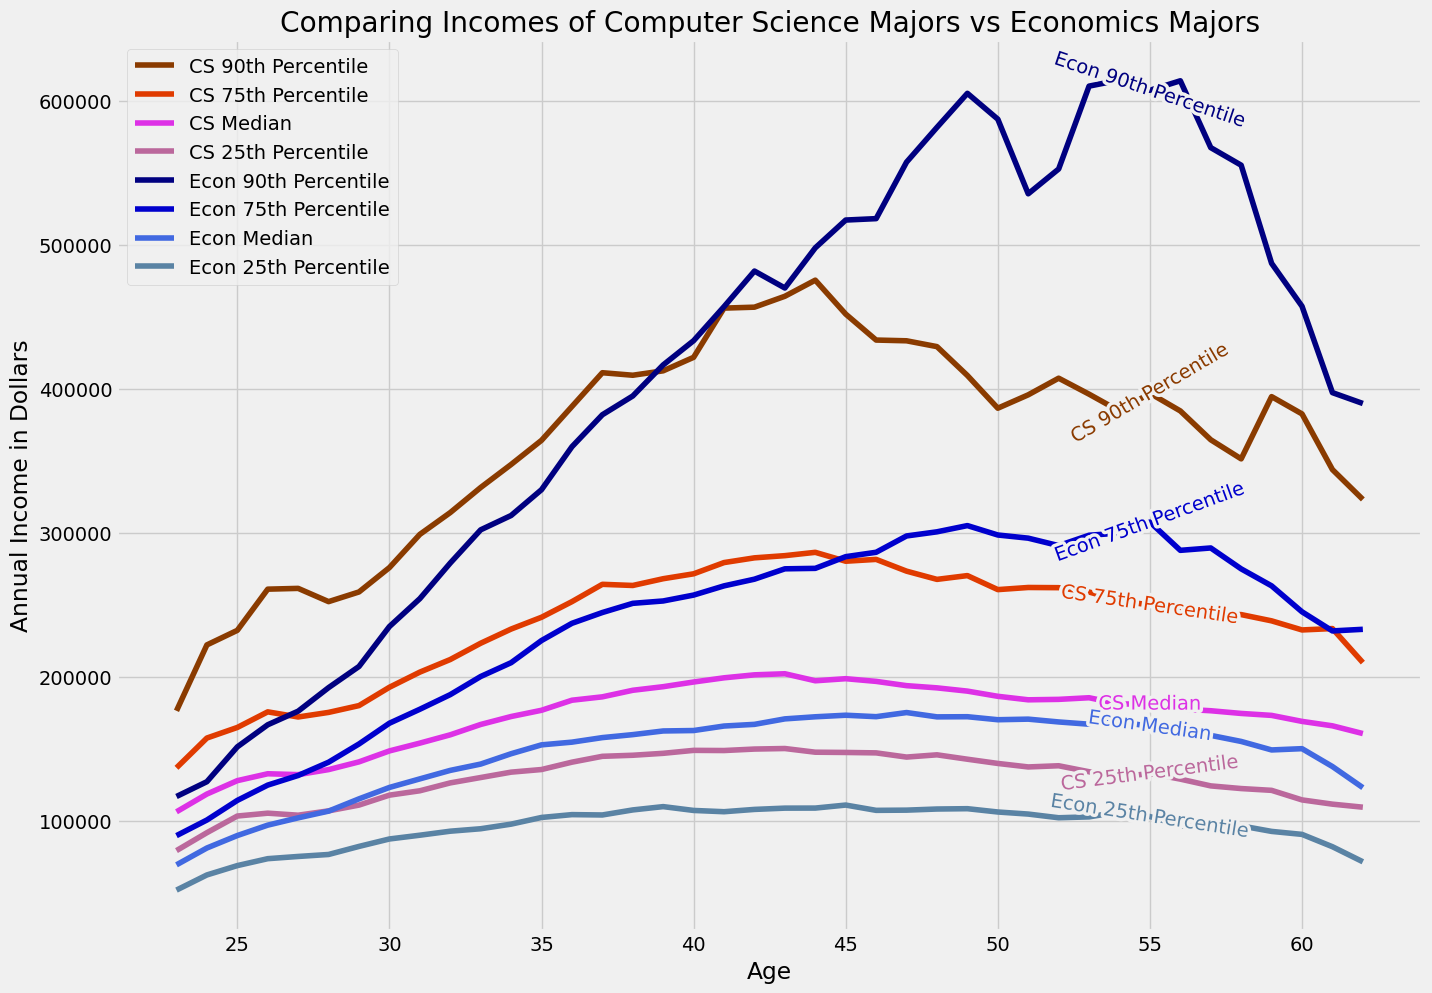 Comparing Incomes of Computer Science Majors vs Economics Majors
CS 90th Percentile
CS 75th Percentile
CS Median
CS 25th Percentile
Econ 90th Percentile
Econ 75th Percentile
Econ Median
Econ 25th Percentile
Annual Income in Dollars
600000
500000
400000
300000
200000
100000
Econ 90th Percentile
CS 90th Percentile
Econ 75th Percentile
CS 75th Percentile
CS Median
Econ Median
CS 25th Percentile
Econ 25th Percentile
25 30 35 40 45 50 55 60
Age